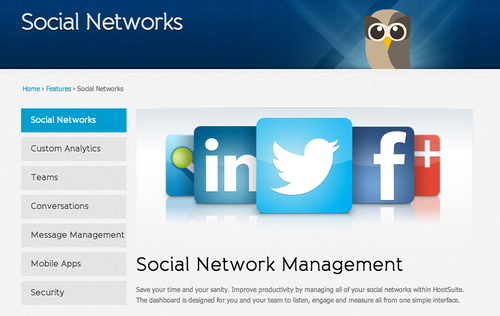 Social Networks
Home › Features › Social Networks
Social Networks
Custom Analytics
Teams
Conversations
Message Management
Mobile Apps
Security
in
f
+
Social Network Management
Save your time and your sanity. Improve productivity by managing all of your social networks within HootSuite.
The dashboard is designed for you and your team to listen, engage and measure all from one simple interface.